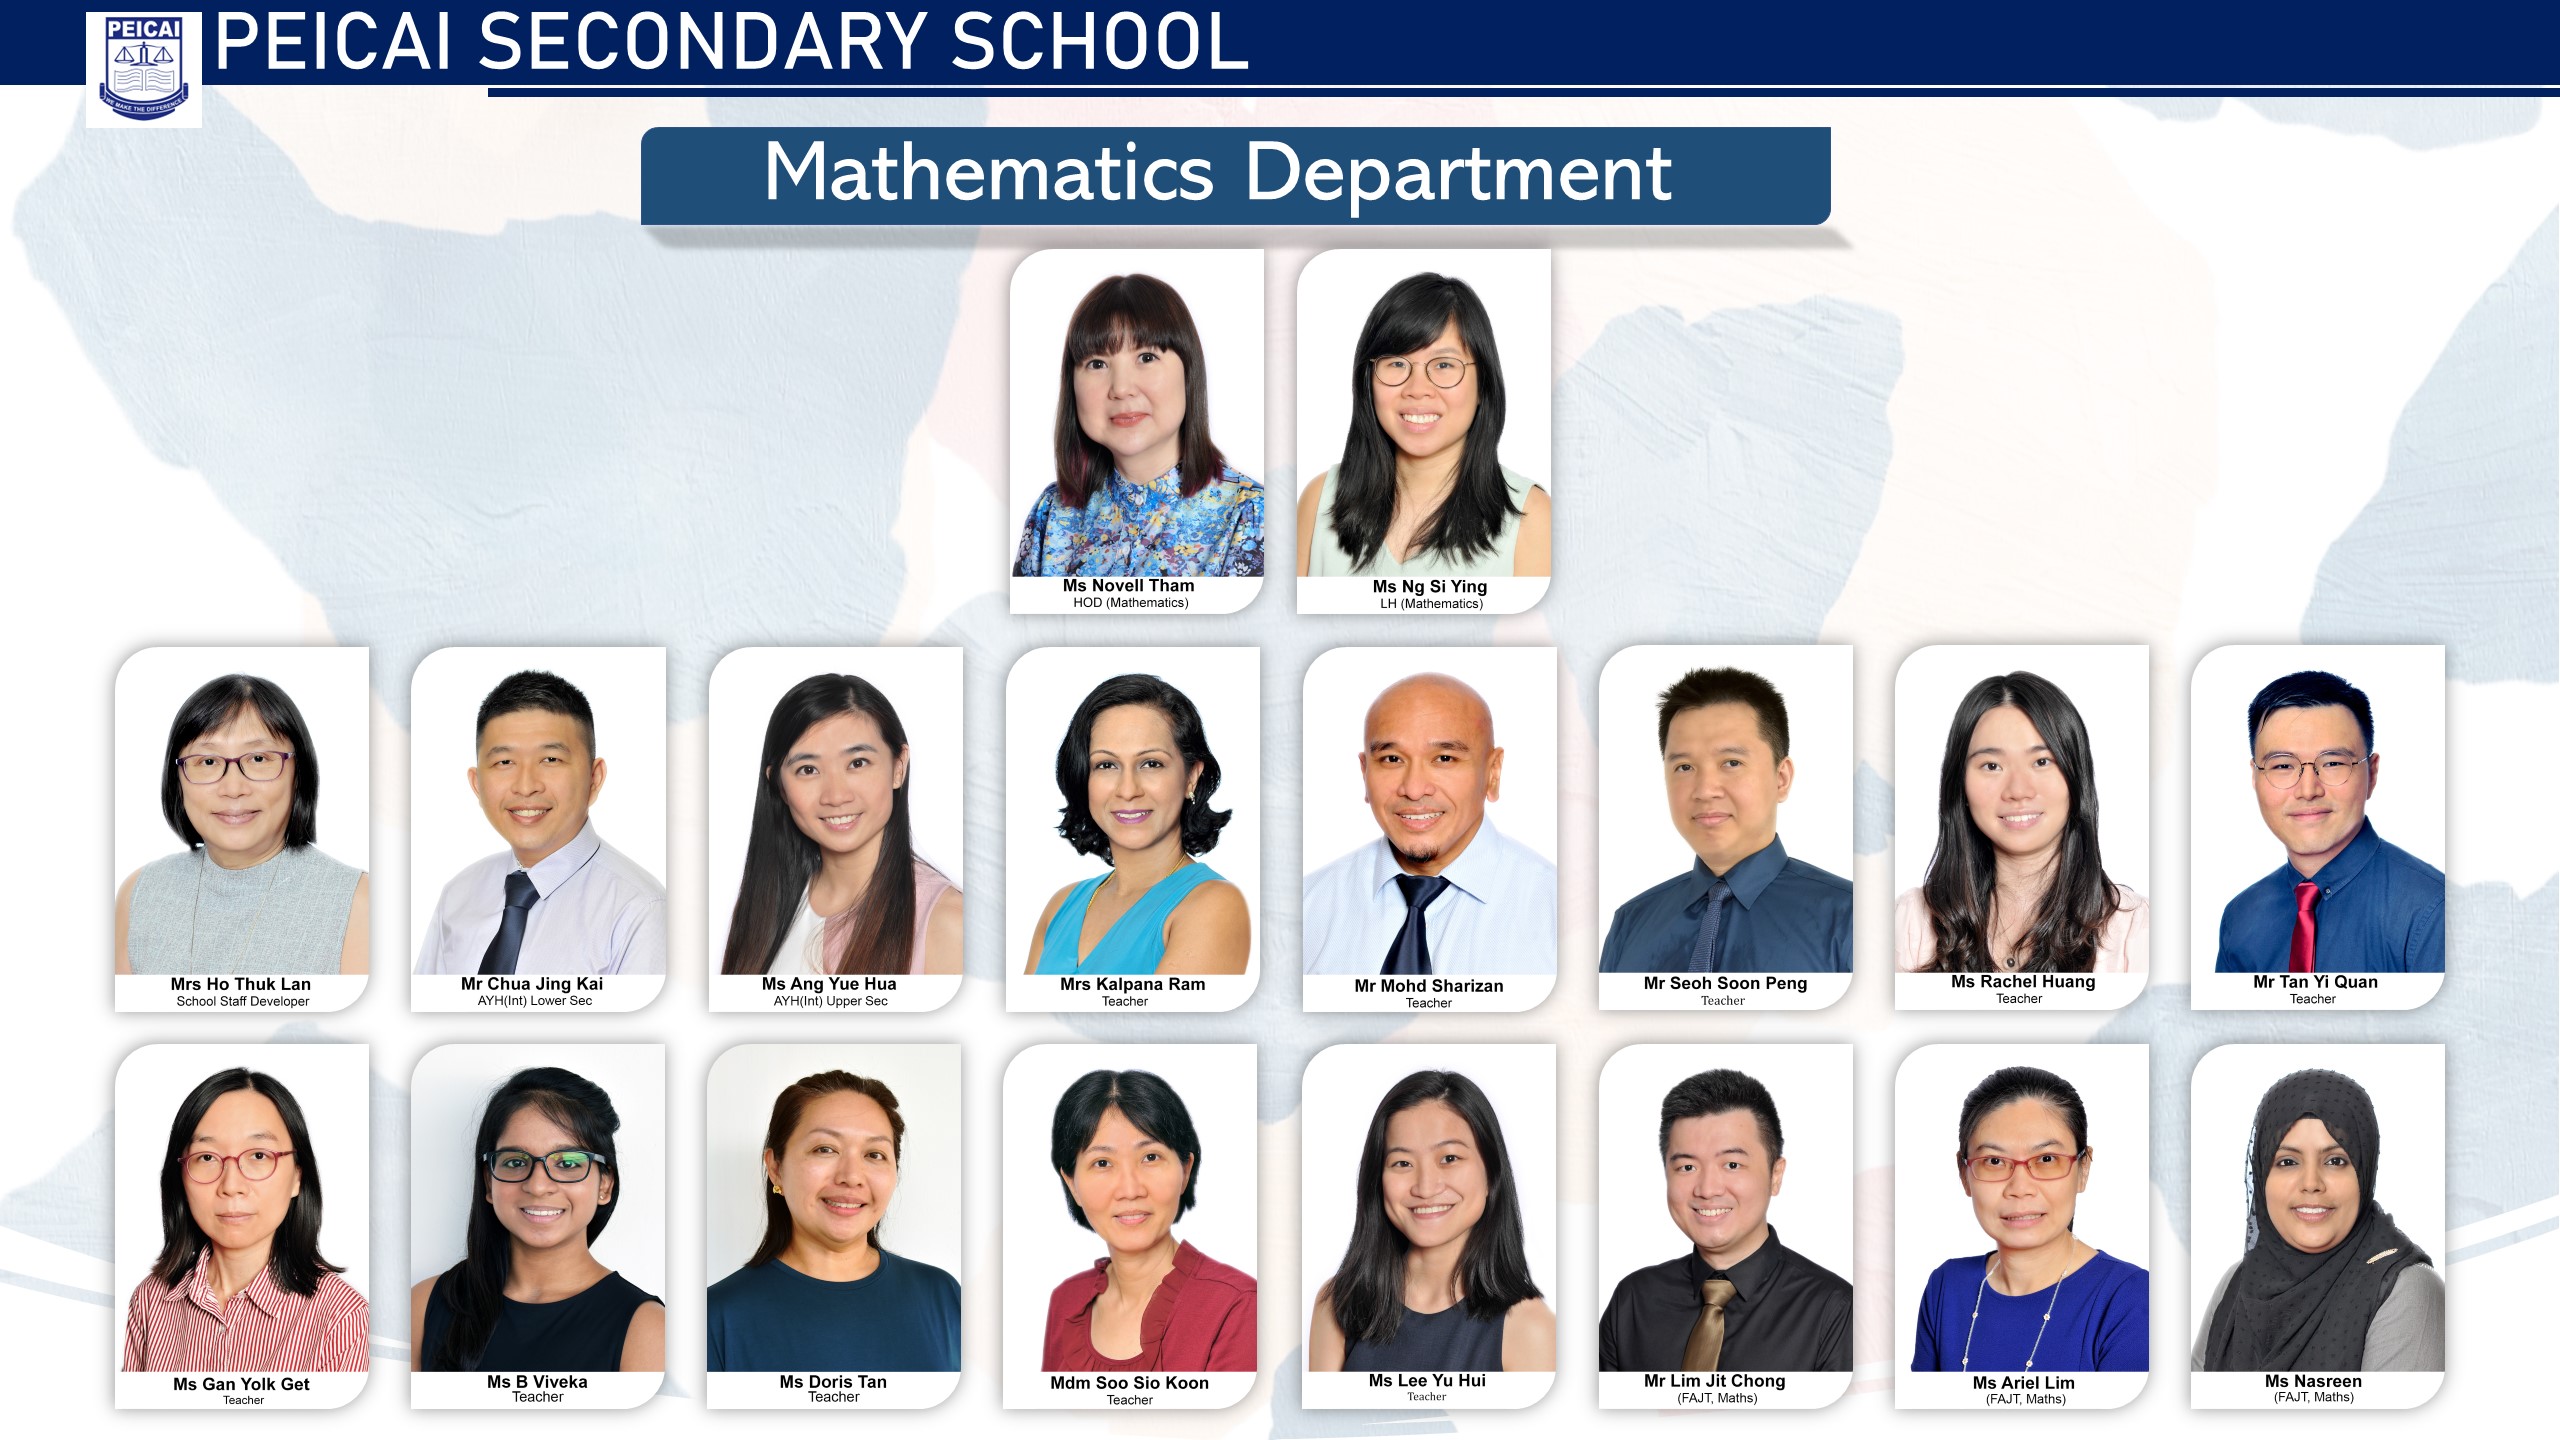 PEICAI
WE MAKE THE DIFFERENCE
PEICAI SECONDARY SCHOOL
Mathematics Department
Ms Novell Tham
HOD (Mathematics)
Ms Ng Si Ying
LH (Mathematics)
Mrs Ho Thuk Lan
School Staff Developer
Mr Chua Jing Kai
AYH(Int) Lower Sec
Ms Ang Yue Hua
AYH(Int) Upper Sec
Mrs Kalpana Ram
Teacher
Mr Mohd Sharizan
Teacher
Mr Seoh Soon Peng
Teacher
Ms Rachel Huang
Teacher
Mr Tan Yi Quan
Teacher
Ms Gan Yolk Get
Teacher
Ms B Viveka
Teacher
Ms Doris Tan
Teacher
Mdm Soo Sio Koon
Teacher
Ms Lee Yu Hui
Teacher
Mr Lim Jit Chong
(FAJT, Maths)
Ms Ariel Lim
(FAJT, Maths)
Ms Nasreen
(FAJT, Maths)